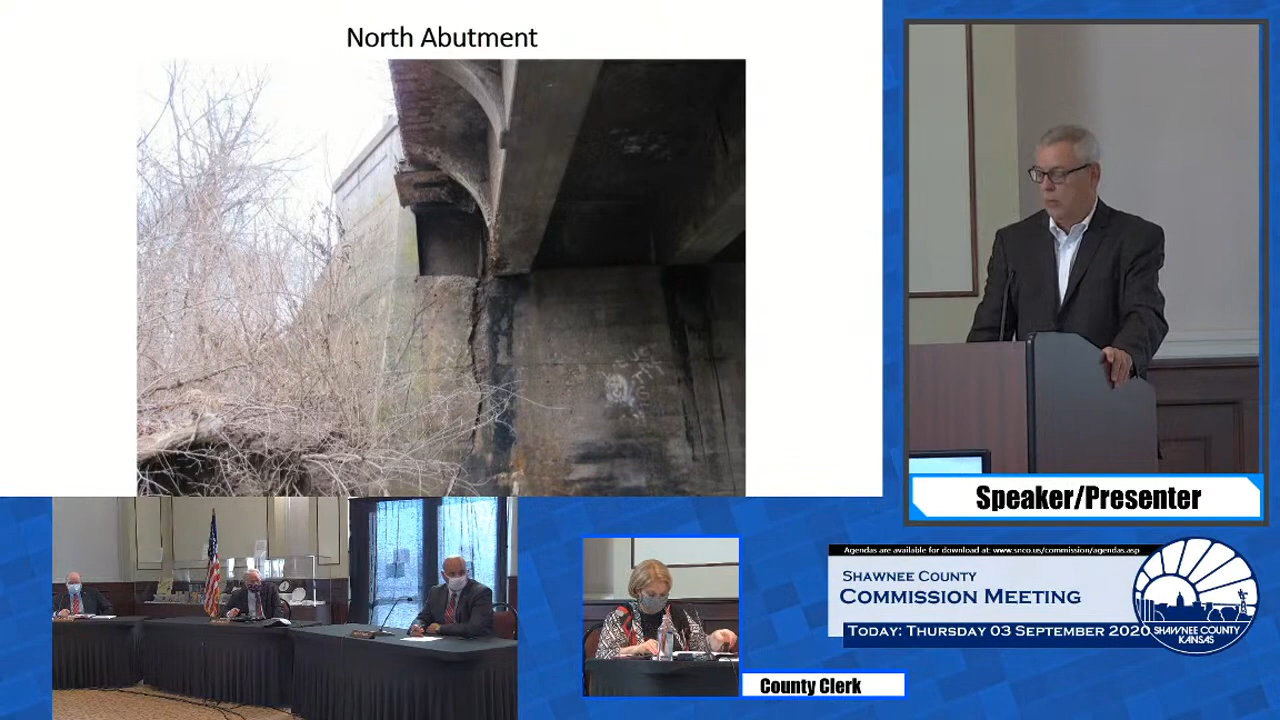 North Abutment
Speaker/Presenter
Agendas are available for download at: www.snco.us/commission/agendas.asp
Shawnee County
Commission Meeting
Today: Thursday 03 September 2020
Shawnee County
Kansas
County Clerk